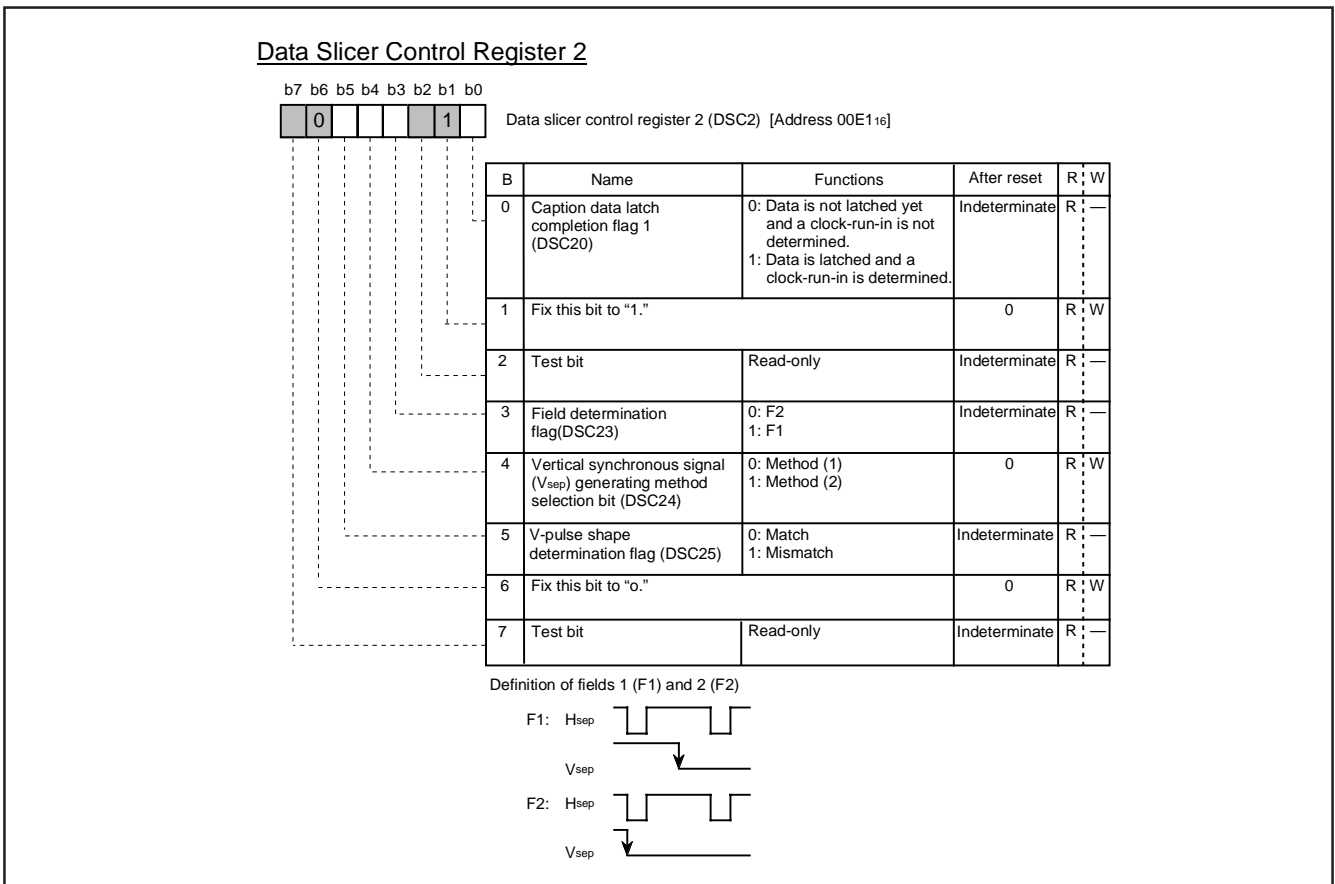 Data Slicer Control Register 2
b7 b6 b5 b4 b3 b2 b1 b0
0 1
Data slicer control register 2 (DSC2) [Address 00E116]
B Name Functions After reset R W
0 Caption data latch completion flag 1 (DSC20) 0: Data is not latched yet and a clock-run-in is not determined. 1: Data is latched and a clock-run-in is determined. Indeterminate R —
1 Fix this bit to “1.” 0 R W
2 Test bit Read-only Indeterminate R —
3 Field determination flag(DSC23) 0: F2 1: F1 Indeterminate R —
4 Vertical synchronous signal (Vsep) generating method selection bit (DSC24) 0: Method (1) 1: Method (2) 0 R W
5 V-pulse shape determination flag (DSC25) 0: Match 1: Mismatch Indeterminate R —
6 Fix this bit to “o.” 0 R W
7 Test bit Read-only Indeterminate R —
Definition of fields 1 (F1) and 2 (F2)
F1: Hsep
Vsep
F2: Hsep
Vsep